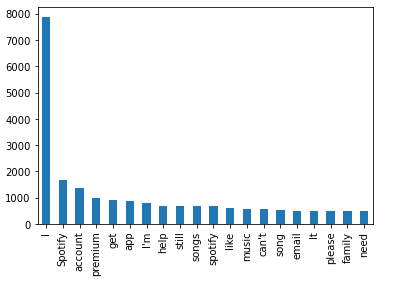 8000
7000
6000
5000
4000
3000
2000
1000
0
I
Spotify
account
premium
get
app
I'm
help
still
songs
spotify
like
music
can't
song
email
It
please
family
need